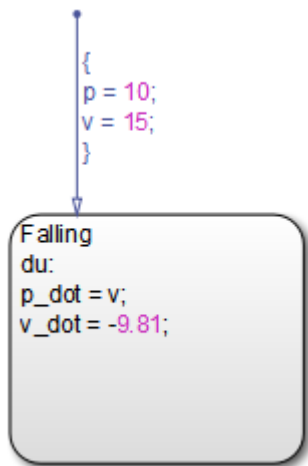 {
p = 10;
v = 15;
}
Falling
du:
p_dot = v;
v_dot = -9.81;